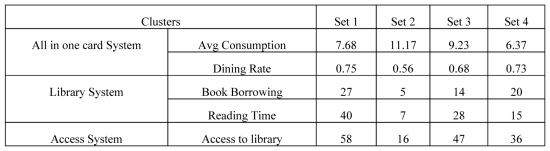 Clusters Set 1 Set 2 Set 3 Set 4
All in one card System Avg Consumption 7.68 11.17 9.23 6.37
Dining Rate 0.75 0.56 0.68 0.73
Library System Book Borrowing 27 5 14 20
Reading Time 40 7 28 15
Access System Access to library 58 16 47 36